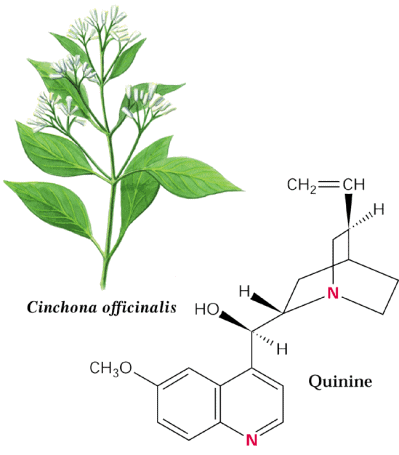 CH₂=CH
H
N
Cinchona officinalis
HO
H
H
CH₃O
Quinine
N